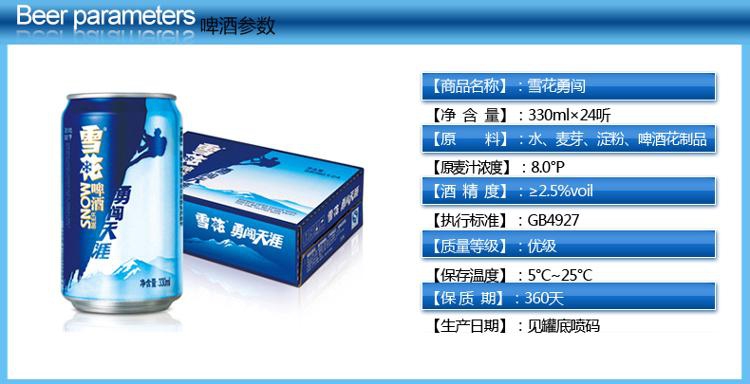 Beer parameters 啤酒参数
雪花
啤酒
SNOW
勇闯天涯
净含量:330ml
雪花 勇闯天涯
【商品名称】：雪花勇闯
【净 含 量】：330ml×24听
【原 料】：水、麦芽、淀粉、啤酒花制品
【原麦汁浓度】：8.0°P
【酒 精 度】：≥2.5%voil
【执行标准】：GB4927
【质量等级】：优级
【保存温度】：5°C~25°C
【保 质 期】：360天
【生产日期】：见罐底喷码